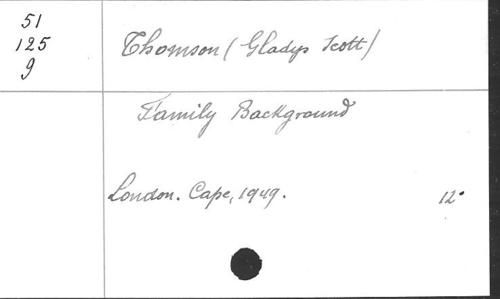 51
125
9
Thomson (Gladys Scott)
Family Background
London. Cape, 1949.
12°